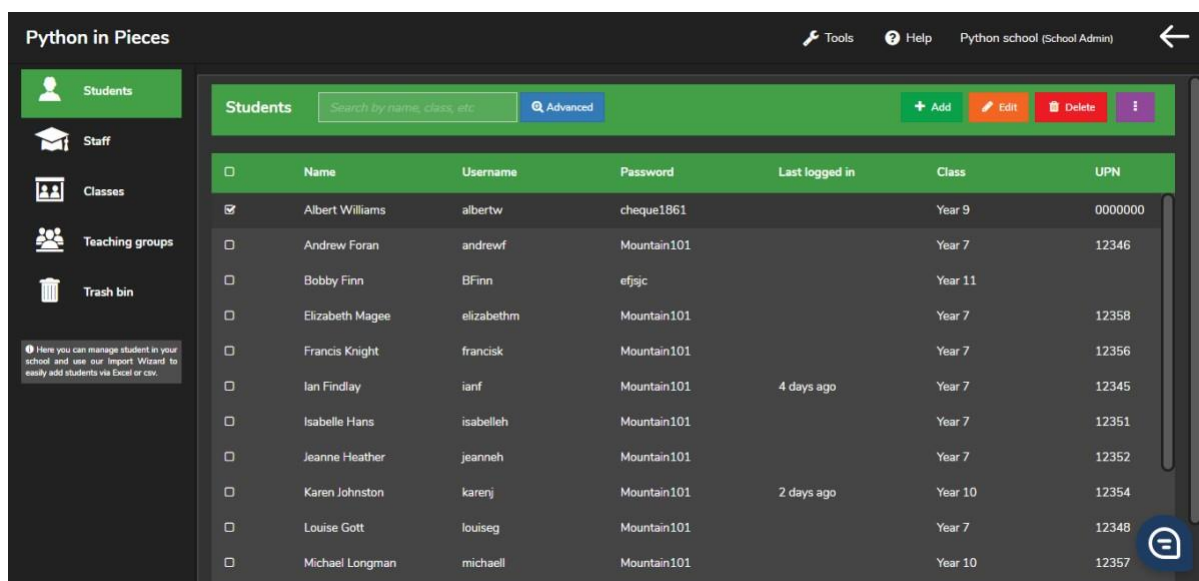 Python in Pieces
Tools Help Python school (School Admin)
Students
Staff
Classes
Teaching groups
Trash bin
Here you can manage student in your
school and use our Import Wizard to
easily add students via Excel or csv.
Students Search by name, class, etc Advanced + Add Edit Delete
Name Username Password Last logged in Class UPN
Albert Williams albertw cheque1861 Year 9 0000000
Andrew Foran andrewf Mountain101 Year 7 12346
Bobby Finn BFinn efjsjc Year 11
Elizabeth Magee elizabethm Mountain101 Year 7 12358
Francis Knight francisk Mountain101 Year 7 12356
Ian Findlay ianf Mountain101 4 days ago Year 7 12345
Isabelle Hans isabelleh Mountain101 Year 7 12351
Jeanne Heather jeanneh Mountain101 Year 7 12352
Karen Johnston karenj Mountain101 2 days ago Year 10 12354
Louise Gott louiseg Mountain101 Year 7 12348
Michael Longman michaell Mountain101 Year 10 12357